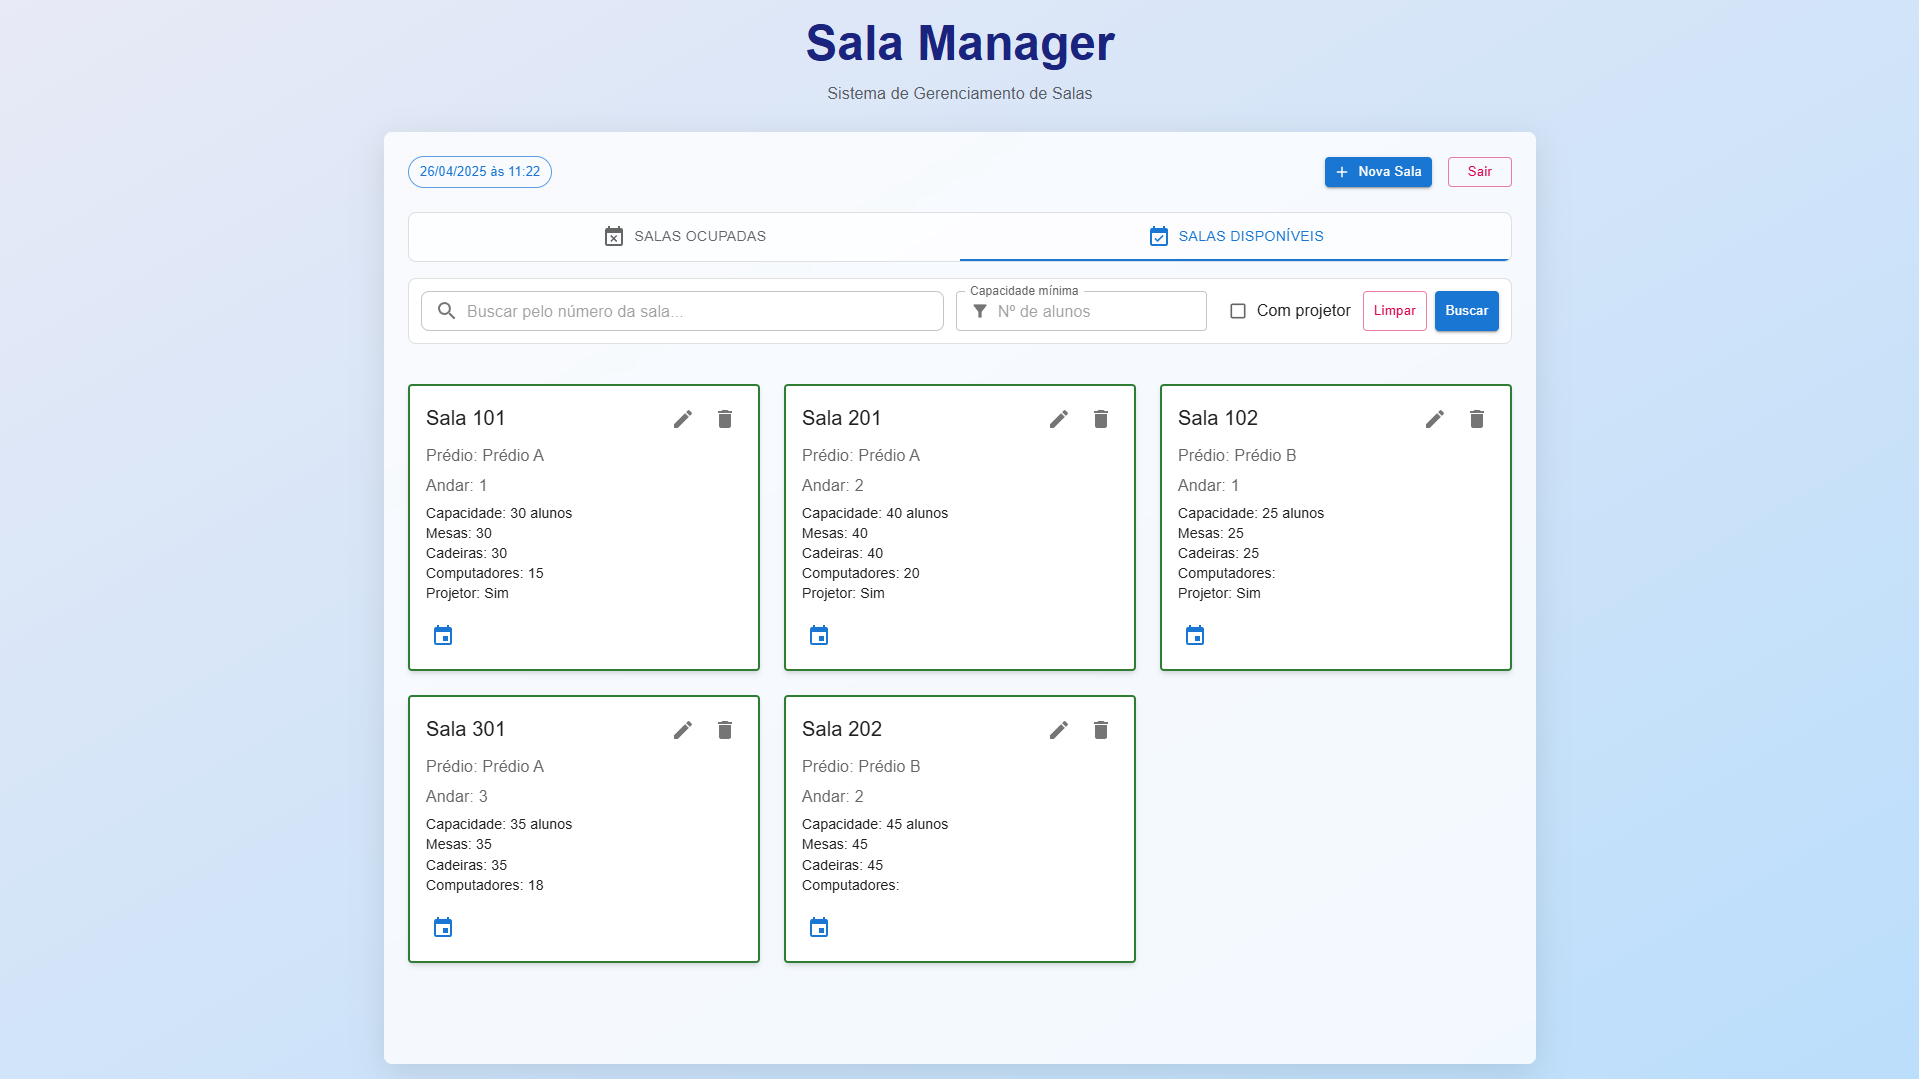 Sala Manager
Sistema de Gerenciamento de Salas
26/04/2025 às 11:22
Nova Sala
Sair
SALAS OCUPADAS
SALAS DISPONÍVEIS
Buscar pelo número da sala...
Capacidade mínima
Nº de alunos
Com projetor
Limpar
Buscar
Sala 101
Prédio: Prédio A
Andar: 1
Capacidade: 30 alunos
Mesas: 30
Cadeiras: 30
Computadores: 15
Projetor: Sim
Sala 201
Prédio: Prédio A
Andar: 2
Capacidade: 40 alunos
Mesas: 40
Cadeiras: 40
Computadores: 20
Projetor: Sim
Sala 102
Prédio: Prédio B
Andar: 1
Capacidade: 25 alunos
Mesas: 25
Cadeiras: 25
Computadores:
Projetor: Sim
Sala 301
Prédio: Prédio A
Andar: 3
Capacidade: 35 alunos
Mesas: 35
Cadeiras: 35
Computadores: 18
Sala 202
Prédio: Prédio B
Andar: 2
Capacidade: 45 alunos
Mesas: 45
Cadeiras: 45
Computadores: